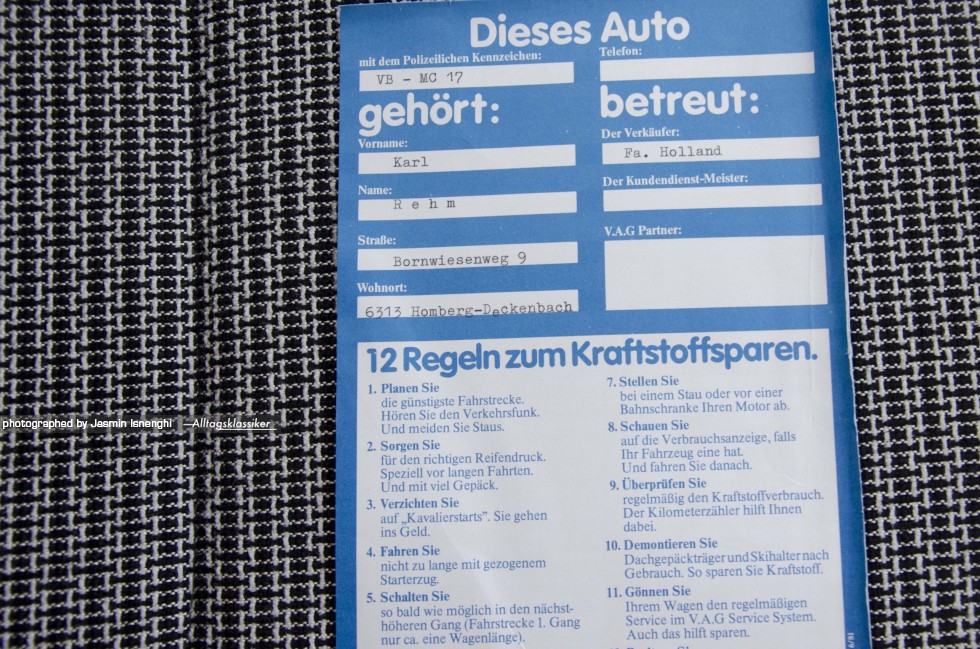 Dieses Auto
mit dem Polizeilichen Kennzeichen:
VB - MC 17
gehört:
Vorname:
Karl
Name:
R e h m
Straße:
Bornwiesenweg 9
Wohnort:
6313 Homberg-Deckenbach
Telefon:
betreut:
Der Verkäufer:
Fa. Holland
Der Kundendienst-Meister:
V.A.G Partner:
12 Regeln zum Kraftstoffsparen.
1. Planen Sie
die günstigste Fahrstrecke.
Hören Sie den Verkehrsfunk.
Und meiden Sie Staus.
2. Sorgen Sie
für den richtigen Reifendruck.
Speziell vor langen Fahrten.
Und mit viel Gepäck.
3. Verzichten Sie
auf „Kavalierstarts”. Sie gehen
ins Geld.
4. Fahren Sie
nicht zu lange mit gezogenem
Starterzug.
5. Schalten Sie
so bald wie möglich in den nächst-
höheren Gang (Fahrstrecke 1. Gang
nur ca. eine Wagenlänge).
7. Stellen Sie
bei einem Stau oder vor einer
Bahnschranke Ihren Motor ab.
8. Schauen Sie
auf die Verbrauchsanzeige, falls
Ihr Fahrzeug eine hat.
Und fahren Sie danach.
9. Überprüfen Sie
regelmäßig den Kraftstoffverbrauch.
Der Kilometerzähler hilft Ihnen
dabei.
10. Demontieren Sie
Dachgepäckträger und Skihalter nach
Gebrauch. So sparen Sie Kraftstoff.
11. Gönnen Sie
Ihrem Wagen den regelmäßigen
Service im V.A.G Service System.
Auch das hilft sparen.
photographed by Jasmin Isnenghi —Alltagsklassiker